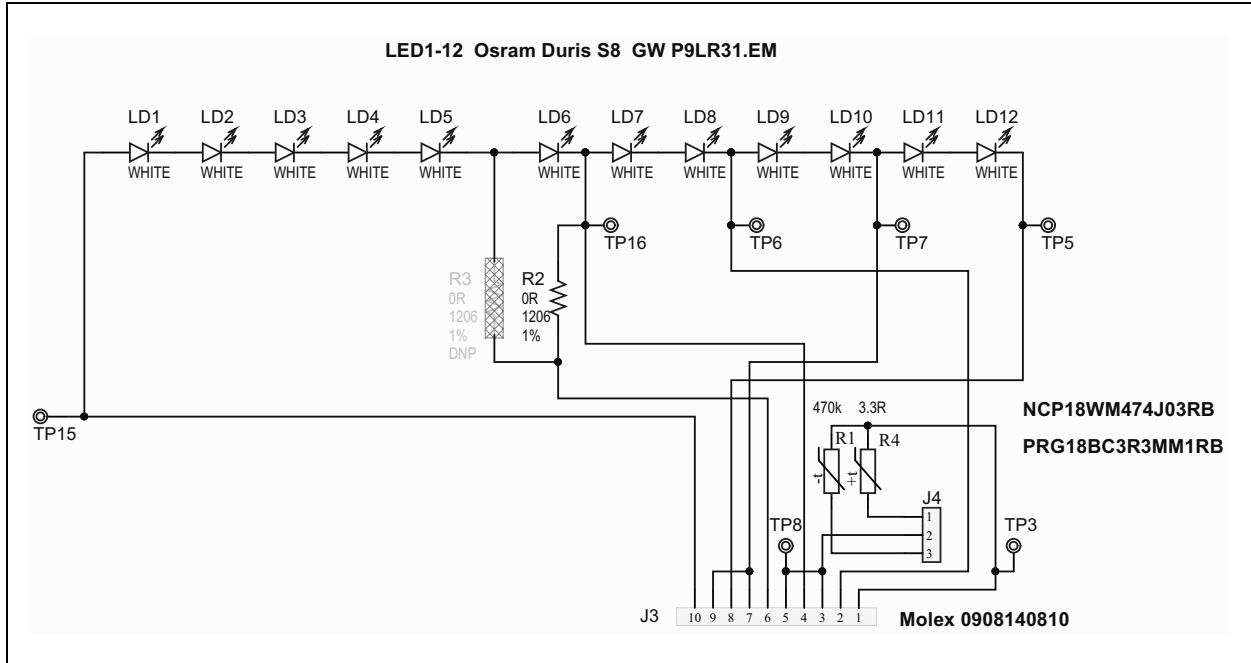 LED1-12 Osram Duris S8 GW P9LR31.EM
LD1 LD2 LD3 LD4 LD5 LD6 LD7 LD8 LD9 LD10 LD11 LD12
WHITE WHITE WHITE WHITE WHITE WHITE WHITE WHITE WHITE WHITE WHITE WHITE
TP16 TP6 TP7 TP5
R3
0R
1206
1%
DNP
R2
0R
1206
1%
TP15
470k 3.3R
NCP18WM474J03RB
R1 R4
PRG18BC3R3MM1RB
-t +t
J4
1
2
3
TP8
TP3
J3 10 9 8 7 6 5 4 3 2 1 Molex 0908140810